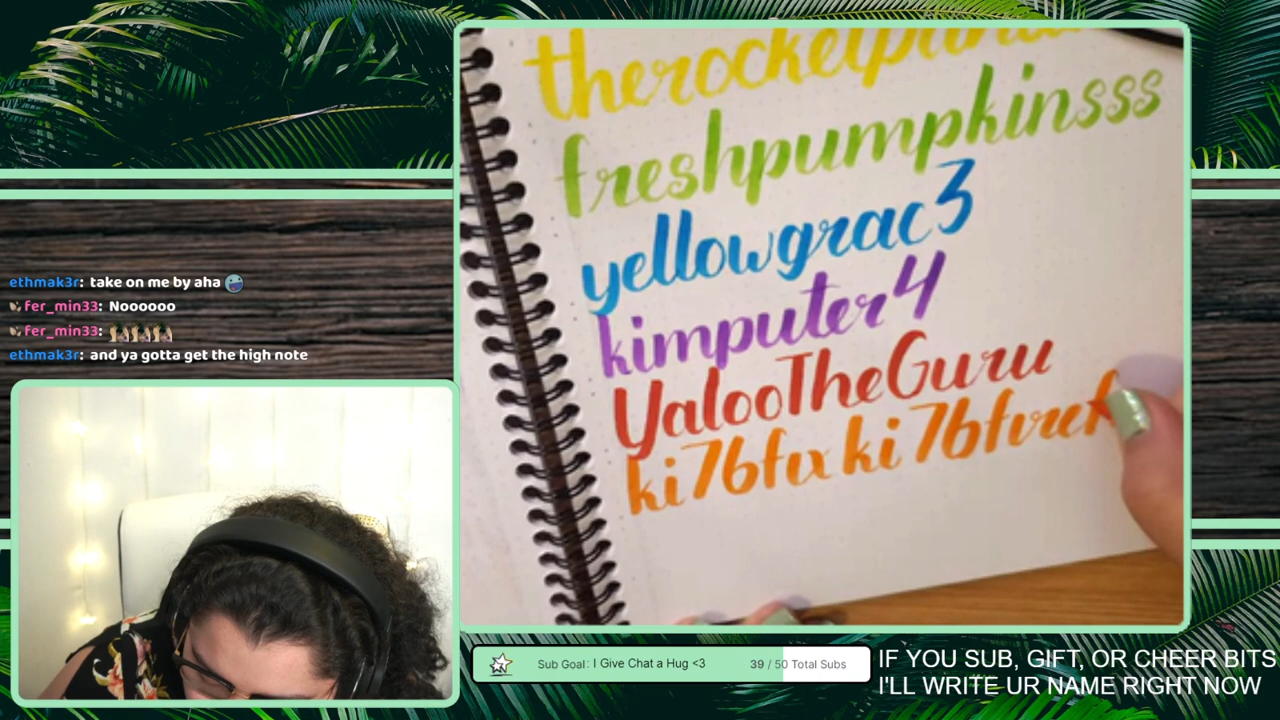 ethmak3r: take on me by aha
fer_min33: Noooooo
fer_min33:
ethmak3r: and ya gotta get the high note
freshpumpkinsss
yellowgrac3
kimputer4
YalooTheGuru
Sub Goal: I Give Chat a Hug <3 39 / 50 Total Subs
IF YOU SUB, GIFT, OR CHEER BITS
I'LL WRITE UR NAME RIGHT NOW